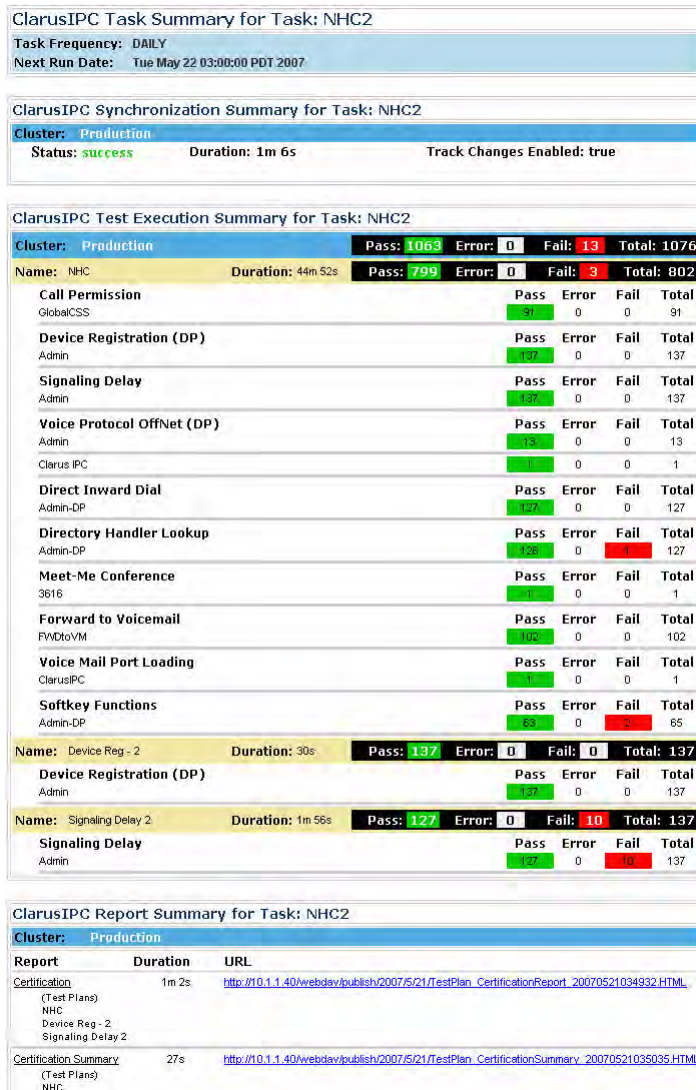 ClarusIPC Task Summary for Task: NHC2
Task Frequency: DAILY
Next Run Date: Tue May 22 03:00:00 PDT 2007
ClarusIPC Synchronization Summary for Task: NHC2
Cluster: Production
Status: success Duration: 1m 6s Track Changes Enabled: true
ClarusIPC Test Execution Summary for Task: NHC2
Cluster: Production Pass: 1063 Error: 0 Fail: 13 Total: 1076
Name: NHC Duration: 44m 52s Pass: 799 Error: 0 Fail: 3 Total: 802
Call Permission Pass Error Fail Total
GlobalCSS 91 0 0 91
Device Registration (DP) Pass Error Fail Total
Admin 137 0 0 137
Signaling Delay Pass Error Fail Total
Admin 137 0 0 137
Voice Protocol OffNet (DP) Pass Error Fail Total
Admin 13 0 0 13
Clarus IPC 1 0 0 1
Direct Inward Dial Pass Error Fail Total
Admin-DP 127 0 0 127
Directory Handler Lookup Pass Error Fail Total
Admin-DP 126 0 1 127
Meet-Me Conference Pass Error Fail Total
3616 1 0 0 1
Forward to Voicemail Pass Error Fail Total
FWDtoVM 102 0 0 102
Voice Mail Port Loading Pass Error Fail Total
ClarusIPC 1 0 0 1
Softkey Functions Pass Error Fail Total
Admin-DP 63 0 2 65
Name: Device Reg - 2 Duration: 30s Pass: 137 Error: 0 Fail: 0 Total: 137
Device Registration (DP) Pass Error Fail Total
Admin 137 0 0 137
Name: Signaling Delay 2 Duration: 1m 56s Pass: 127 Error: 0 Fail: 10 Total: 137
Signaling Delay Pass Error Fail Total
Admin 127 0 10 137
ClarusIPC Report Summary for Task: NHC2
Cluster: Production
Report Duration URL
Certification 1m 2s http://10.1.1.40/webdav/publish/2007/5/21/TestPlan_CertificationReport_20070521034932.HTML
(Test Plans)
NHC
Device Reg - 2
Signaling Delay 2
Certification Summary 27s http://10.1.1.40/webdav/publish/2007/5/21/TestPlan_CertificationSummary_20070521035035.HTML
(Test Plans)
NHC